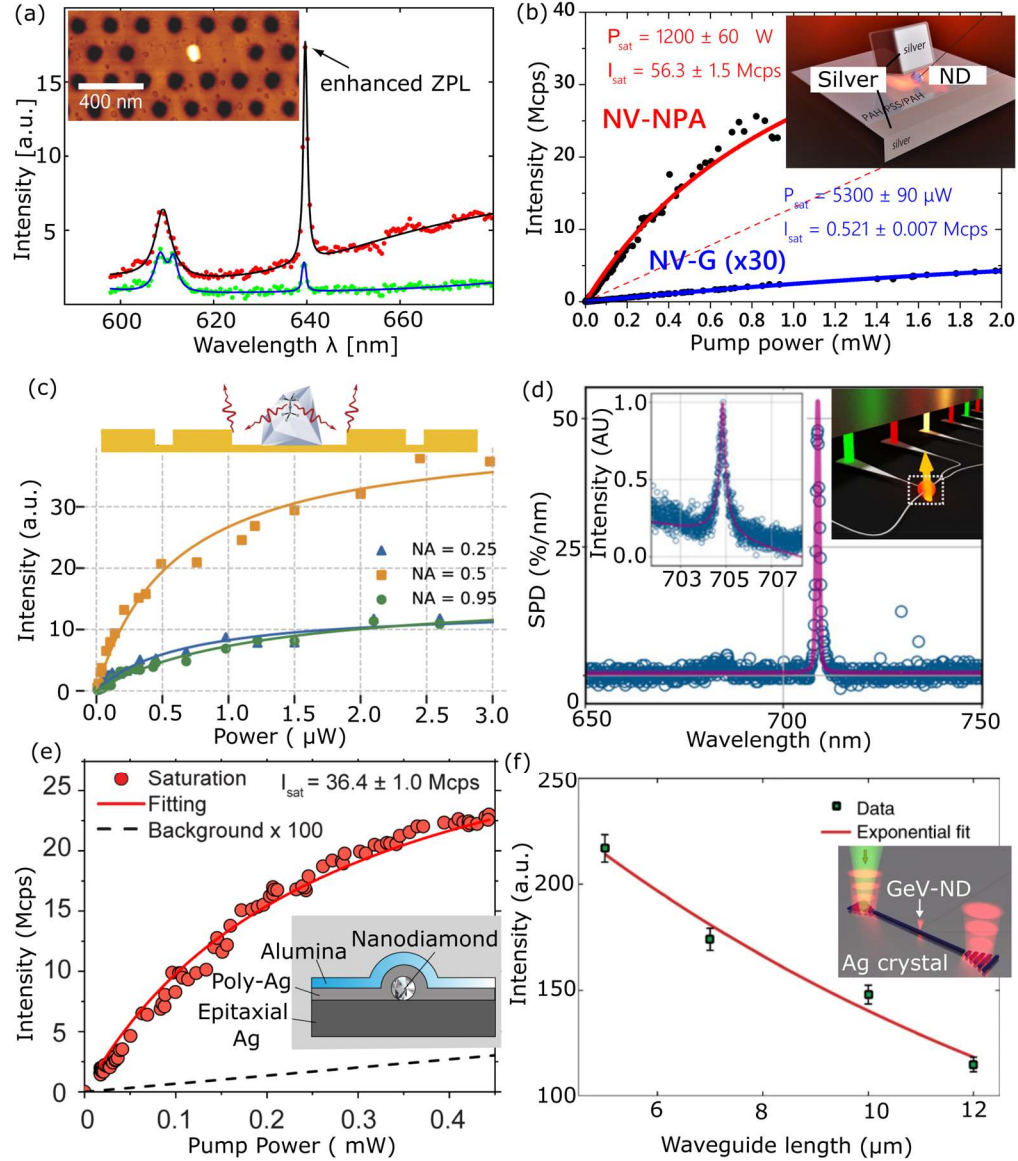 (a)
15
10
5
Intensity [a.u.]
400 nm
enhanced ZPL
600
620
640
660
Wavelength λ [nm]
(b)
40
30
20
10
0
Intensity (Mcps)
P_sat = 1200 ± 60 W
I_sat = 56.3 ± 1.5 Mcps
NV-NPA
silver
Silver
ND
PAH/PSS/PAH
silver
P_sat = 5300 ± 90 µW
I_sat = 0.521 ± 0.007 Mcps
NV-G (x30)
0.0
0.2
0.4
0.6
0.8
1.0
1.2
1.4
1.6
1.8
2.0
Pump power (mW)
(c)
30
20
10
0
Intensity (a.u.)
NA = 0.25
NA = 0.5
NA = 0.95
0.0
0.5
1.0
1.5
2.0
2.5
3.0
Power ( µW)
(d)
50
25
0
SPD (%/nm)
1.0
0.5
0.0
Intensity (AU)
703
705
707
650
700
750
Wavelength (nm)
(e)
25
20
15
10
5
0
Intensity (Mcps)
Saturation
I_sat = 36.4 ± 1.0 Mcps
Fitting
Background x 100
Nanodiamond
Alumina
Poly-Ag
Epitaxial
Ag
0
0.1
0.2
0.3
0.4
Pump Power ( mW)
(f)
250
200
150
100
Intensity (a.u.)
Data
Exponential fit
GeV-ND
Ag crystal
6
8
10
12
Waveguide length (µm)